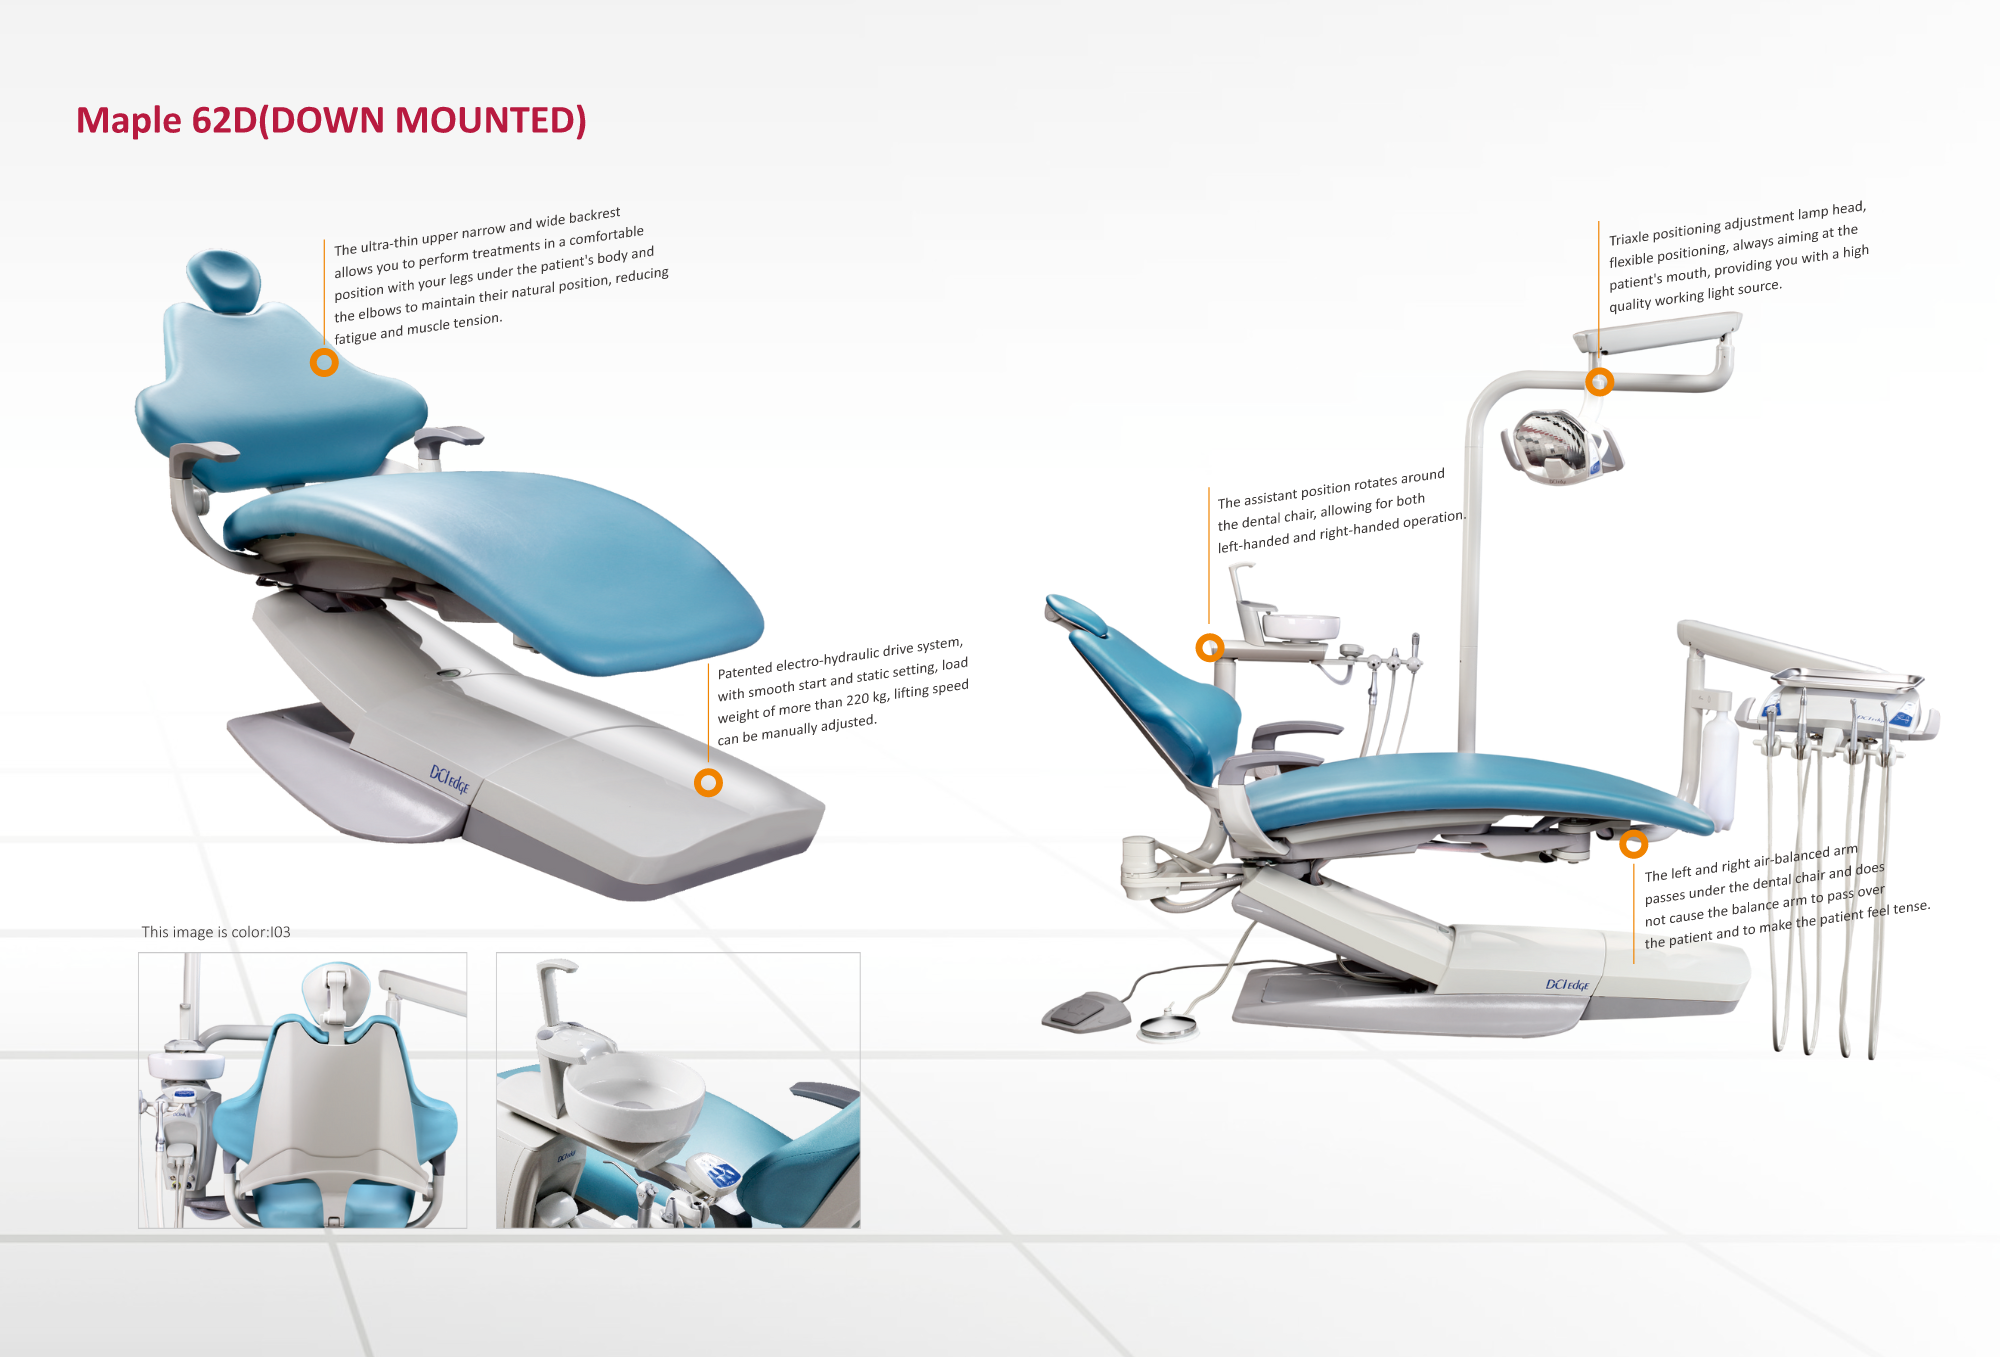 Maple 62D(DOWN MOUNTED)
The ultra-thin upper narrow and wide backrest
allows you to perform treatments in a comfortable
position with your legs under the patient's body and
the elbows to maintain their natural position, reducing
fatigue and muscle tension.
Patented electro-hydraulic drive system,
with smooth start and static setting, load
weight of more than 220 kg, lifting speed
can be manually adjusted.
DCI EdGE
This image is color:I03
Triaxle positioning adjustment lamp head,
flexible positioning, always aiming at the
patient's mouth, providing you with a high
quality working light source.
The assistant position rotates around
the dental chair, allowing for both
left-handed and right-handed operation.
The left and right air-balanced arm
passes under the dental chair and does
not cause the balance arm to pass over
the patient and to make the patient feel tense.
DCI EdGE